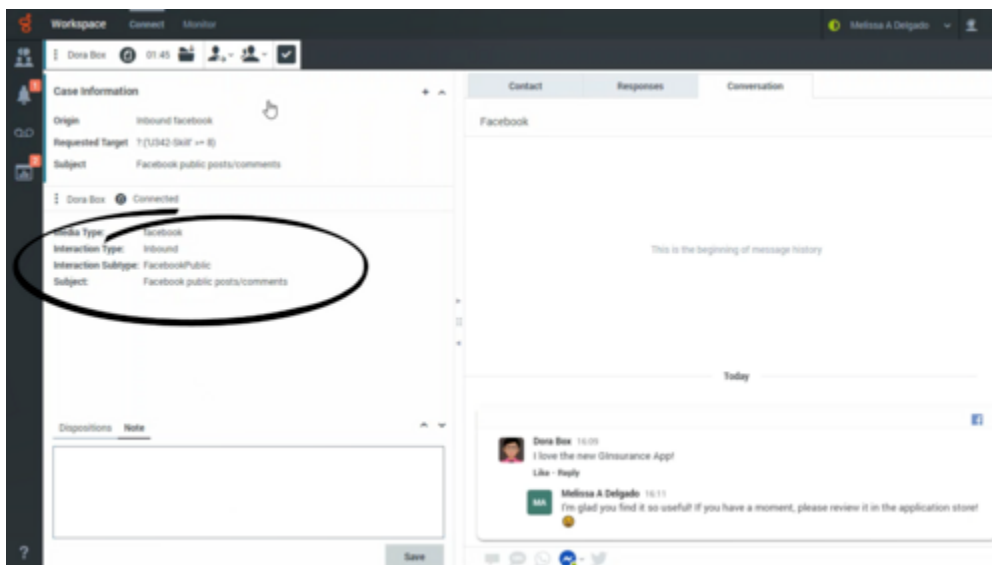 Workspace Connect Monitor
Melissa A Delgado
Dora Box 01:45
Case Information
Origin Inbound facebook
Requested Target ?:('U342-Skill' >= 8)
Subject Facebook public posts/comments
Dora Box Connected
Media Type: facebook
Interaction Type: Inbound
Interaction Subtype: FacebookPublic
Subject: Facebook public posts/comments
Dispositions Note
Save
?
Contact Responses Conversation
Facebook
This is the beginning of message history
Today
Dora Box 16:09
I love the new GInsurance App!
Like - Reply
MA
Melissa A Delgado 16:11
I'm glad you find it so useful! If you have a moment, please review it in the application store!